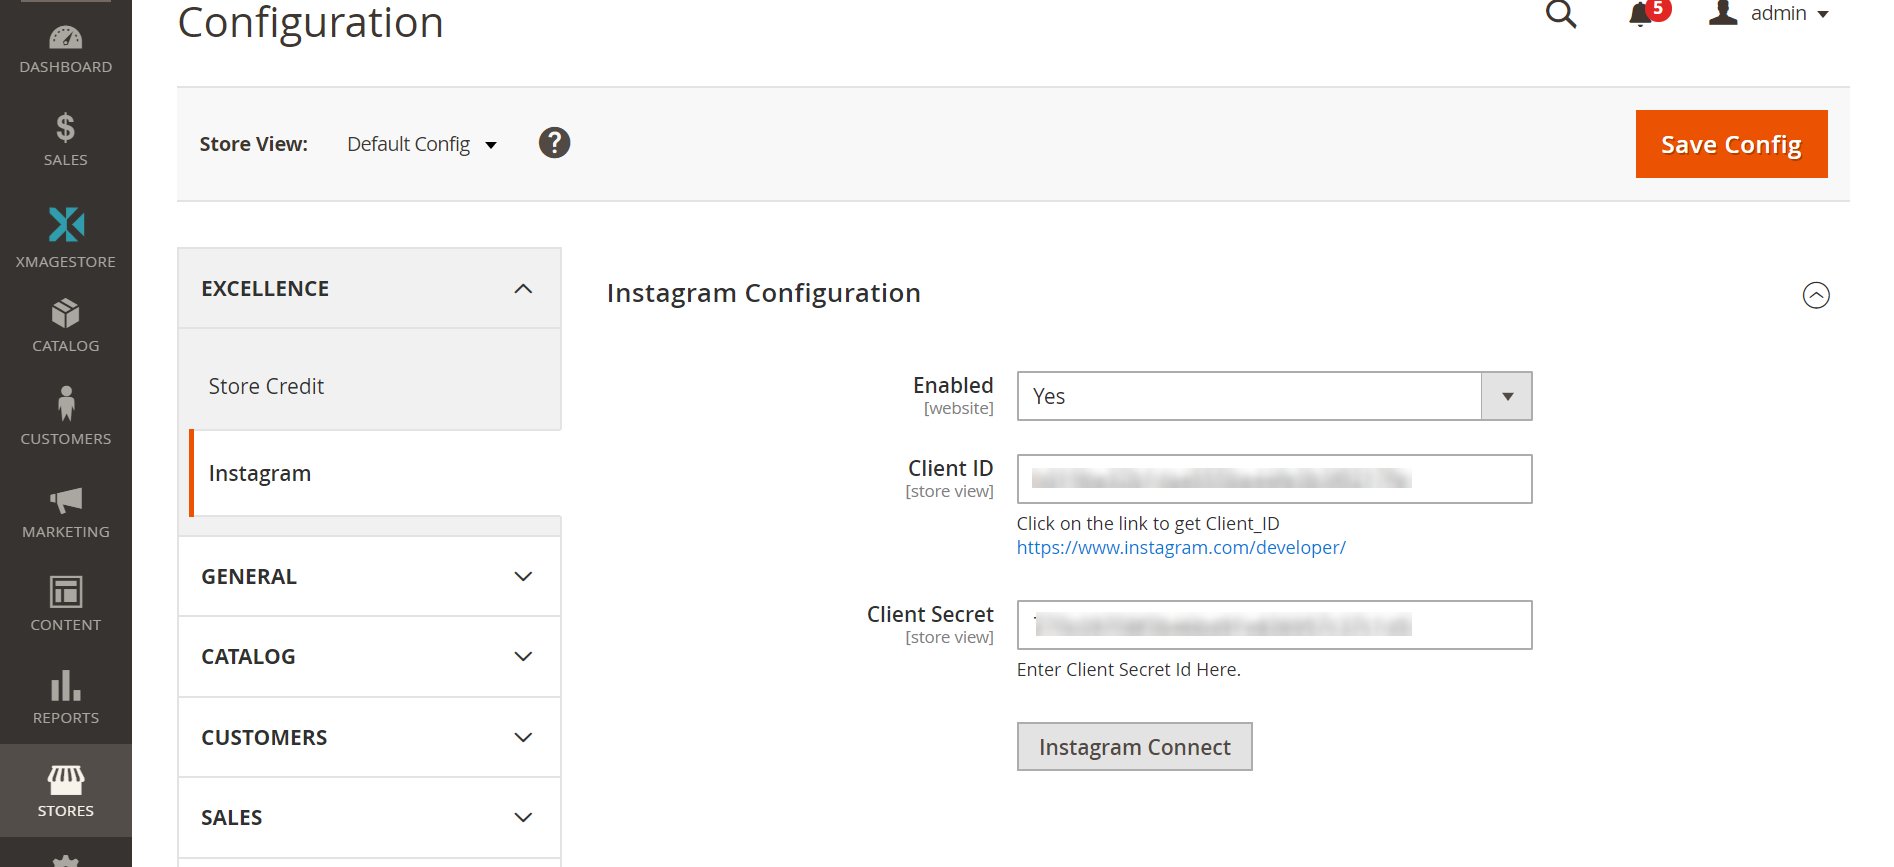 Configuration
5
admin
DASHBOARD
SALES
XMAGESTORE
CATALOG
CUSTOMERS
MARKETING
CONTENT
REPORTS
STORES
Store View: Default Config ?
Save Config
EXCELLENCE
Store Credit
Instagram
GENERAL
CATALOG
CUSTOMERS
SALES
Instagram Configuration
Enabled
[website]
Yes
Client ID
[store view]
Click on the link to get Client_ID
https://www.instagram.com/developer/
Client Secret
[store view]
Enter Client Secret Id Here.
Instagram Connect